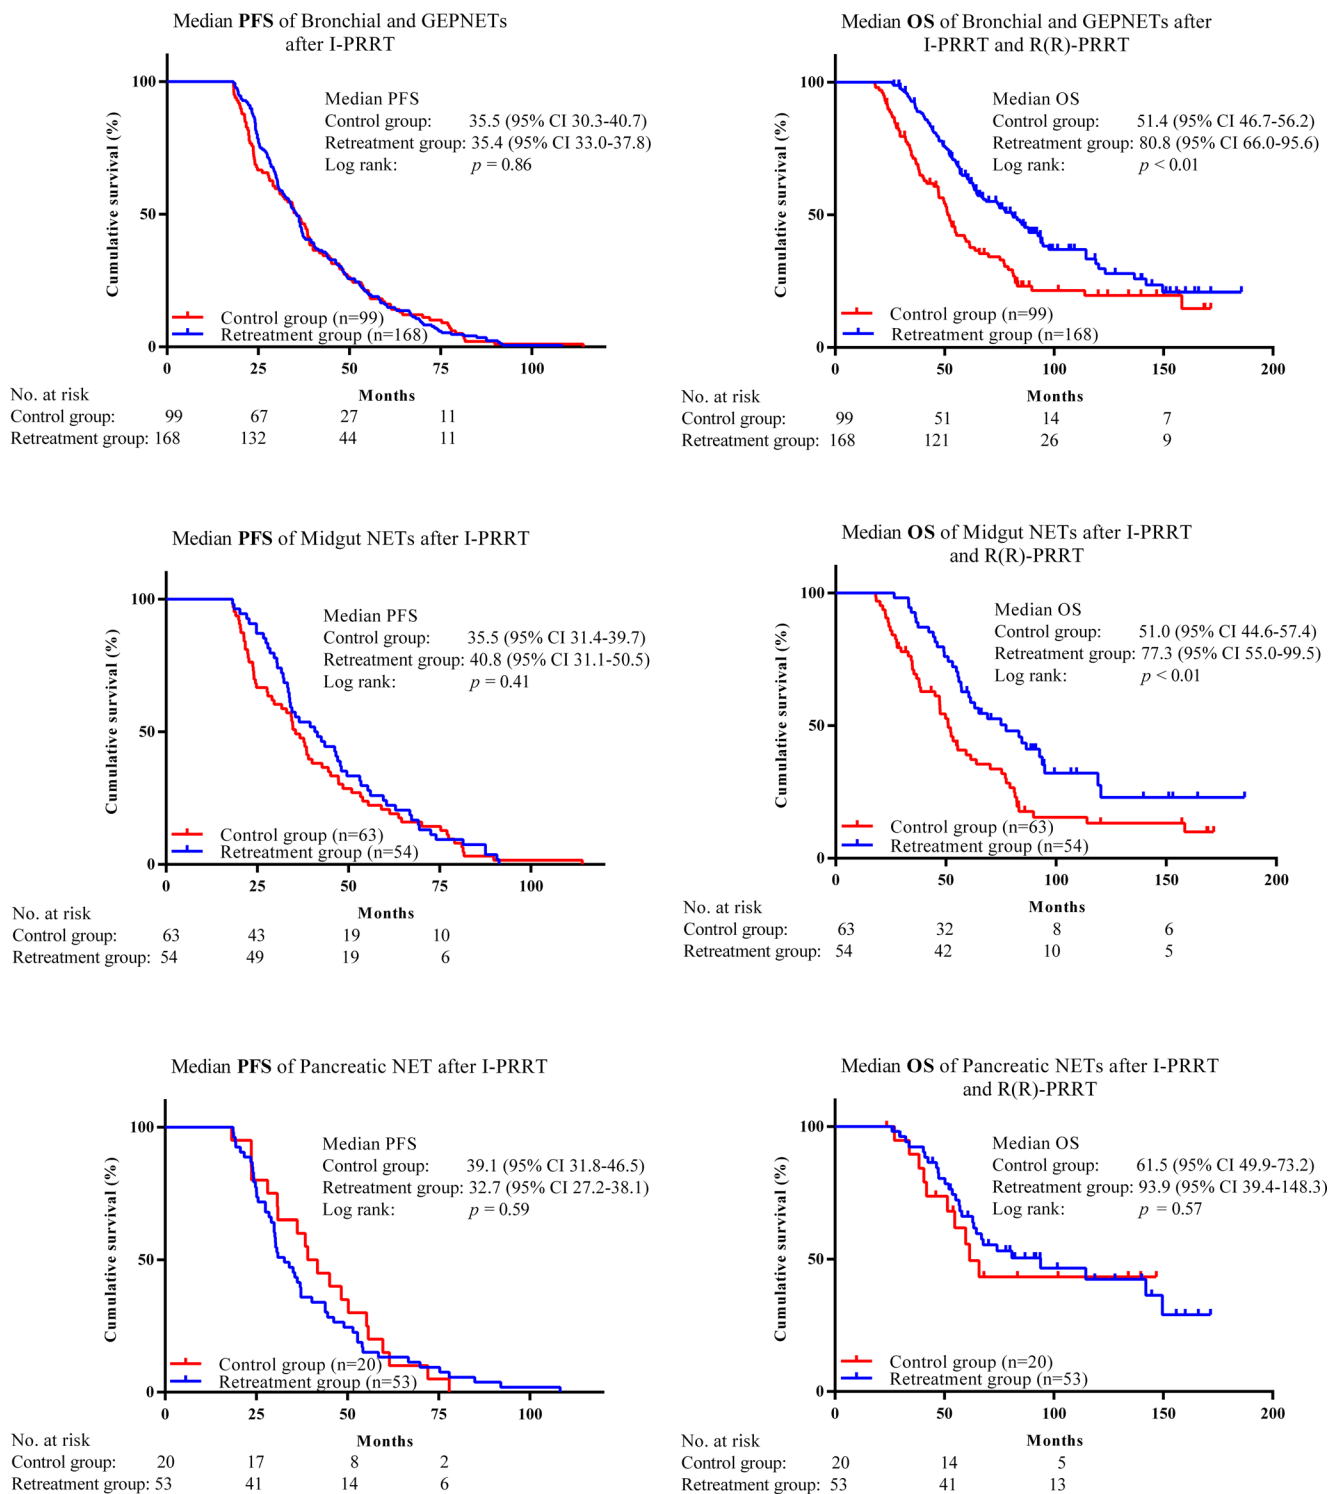 Median PFS of Bronchial and GEPNETs
after I-PRRT
Cumulative survival (%)
100
50
0
Median PFS
Control group: 35.5 (95% CI 30.3-40.7)
Retreatment group: 35.4 (95% CI 33.0-37.8)
Log rank: p = 0.86
Control group (n=99)
Retreatment group (n=168)
0 25 50 75 100
Months
No. at risk
Control group: 99 67 27 11
Retreatment group: 168 132 44 11
Median OS of Bronchial and GEPNETs after
I-PRRT and R(R)-PRRT
Cumulative survival (%)
100
50
0
Median OS
Control group: 51.4 (95% CI 46.7-56.2)
Retreatment group: 80.8 (95% CI 66.0-95.6)
Log rank: p < 0.01
Control group (n=99)
Retreatment group (n=168)
0 50 100 150 200
Months
No. at risk
Control group: 99 51 14 7
Retreatment group: 168 121 26 9
Median PFS of Midgut NETs after I-PRRT
Cumulative survival (%)
100
50
0
Median PFS
Control group: 35.5 (95% CI 31.4-39.7)
Retreatment group: 40.8 (95% CI 31.1-50.5)
Log rank: p = 0.41
Control group (n=63)
Retreatment group (n=54)
0 25 50 75 100
Months
No. at risk
Control group: 63 43 19 10
Retreatment group: 54 49 19 6
Median OS of Midgut NETs after I-PRRT
and R(R)-PRRT
Cumulative survival (%)
100
50
0
Median OS
Control group: 51.0 (95% CI 44.6-57.4)
Retreatment group: 77.3 (95% CI 55.0-99.5)
Log rank: p < 0.01
Control group (n=63)
Retreatment group (n=54)
0 50 100 150 200
Months
No. at risk
Control group: 63 32 8 6
Retreatment group: 54 42 10 5
Median PFS of Pancreatic NET after I-PRRT
Cumulative survival (%)
100
50
0
Median PFS
Control group: 39.1 (95% CI 31.8-46.5)
Retreatment group: 32.7 (95% CI 27.2-38.1)
Log rank: p = 0.59
Control group (n=20)
Retreatment group (n=53)
0 25 50 75 100
Months
No. at risk
Control group: 20 17 8 2
Retreatment group: 53 41 14 6
Median OS of Pancreatic NETs after I-PRRT
and R(R)-PRRT
Cumulative survival (%)
100
50
0
Median OS
Control group: 61.5 (95% CI 49.9-73.2)
Retreatment group: 93.9 (95% CI 39.4-148.3)
Log rank: p = 0.57
Control group (n=20)
Retreatment group (n=53)
0 50 100 150 200
Months
No. at risk
Control group: 20 14 5
Retreatment group: 53 41 13